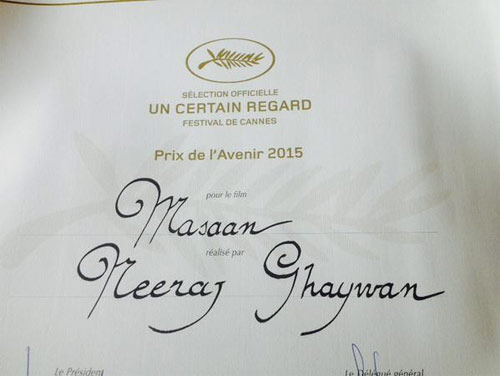 SÉLECTION OFFICIELLE
UN CERTAIN REGARD
FESTIVAL DE CANNES
Prix de l'Avenir 2015
pour le film
Masaan
réalisé par
Neeraj Ghaywan
Le Président Le Délégué général